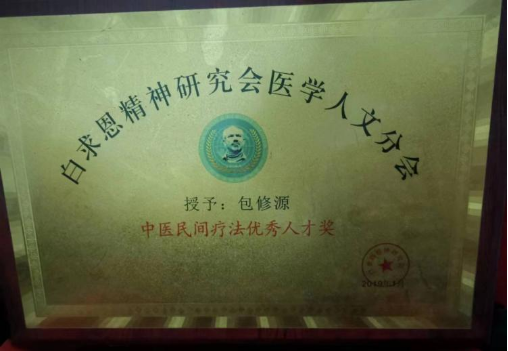 白求恩精神研究会医学人文分会
授予：包修源
中医民间疗法优秀人才奖